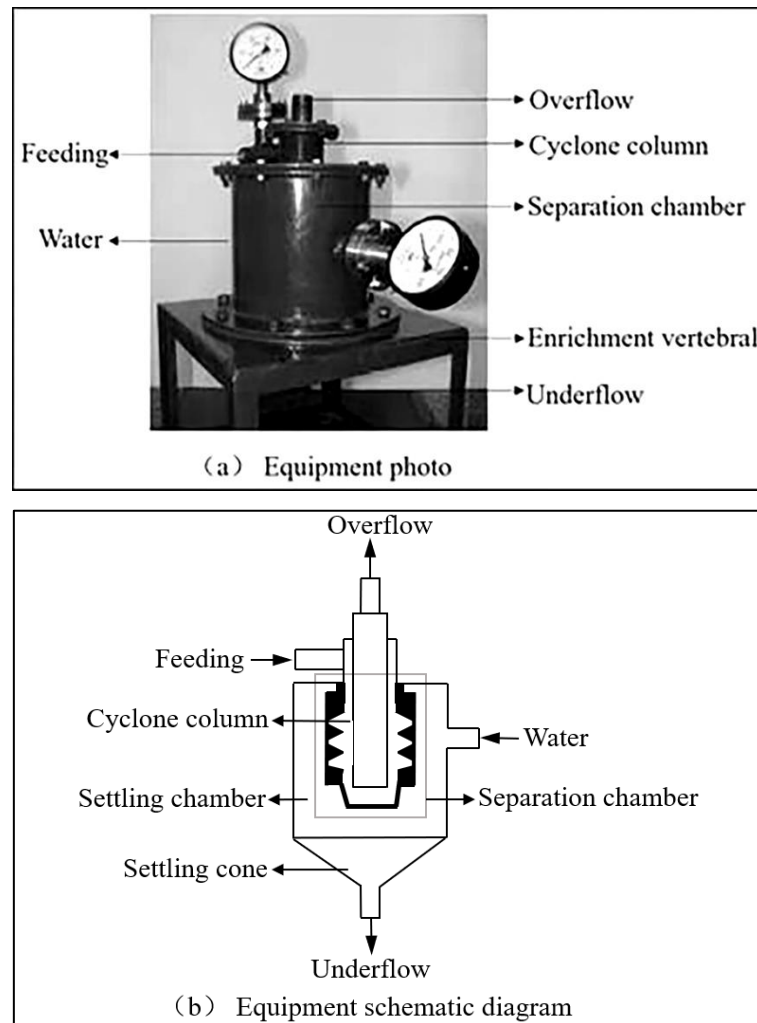 Overflow
Feeding
Cyclone column
Separation chamber
Water
Enrichment vertebral
Underflow
（a） Equipment photo
Overflow
Feeding
Cyclone column
Water
Settling chamber
Separation chamber
Settling cone
Underflow
（b） Equipment schematic diagram